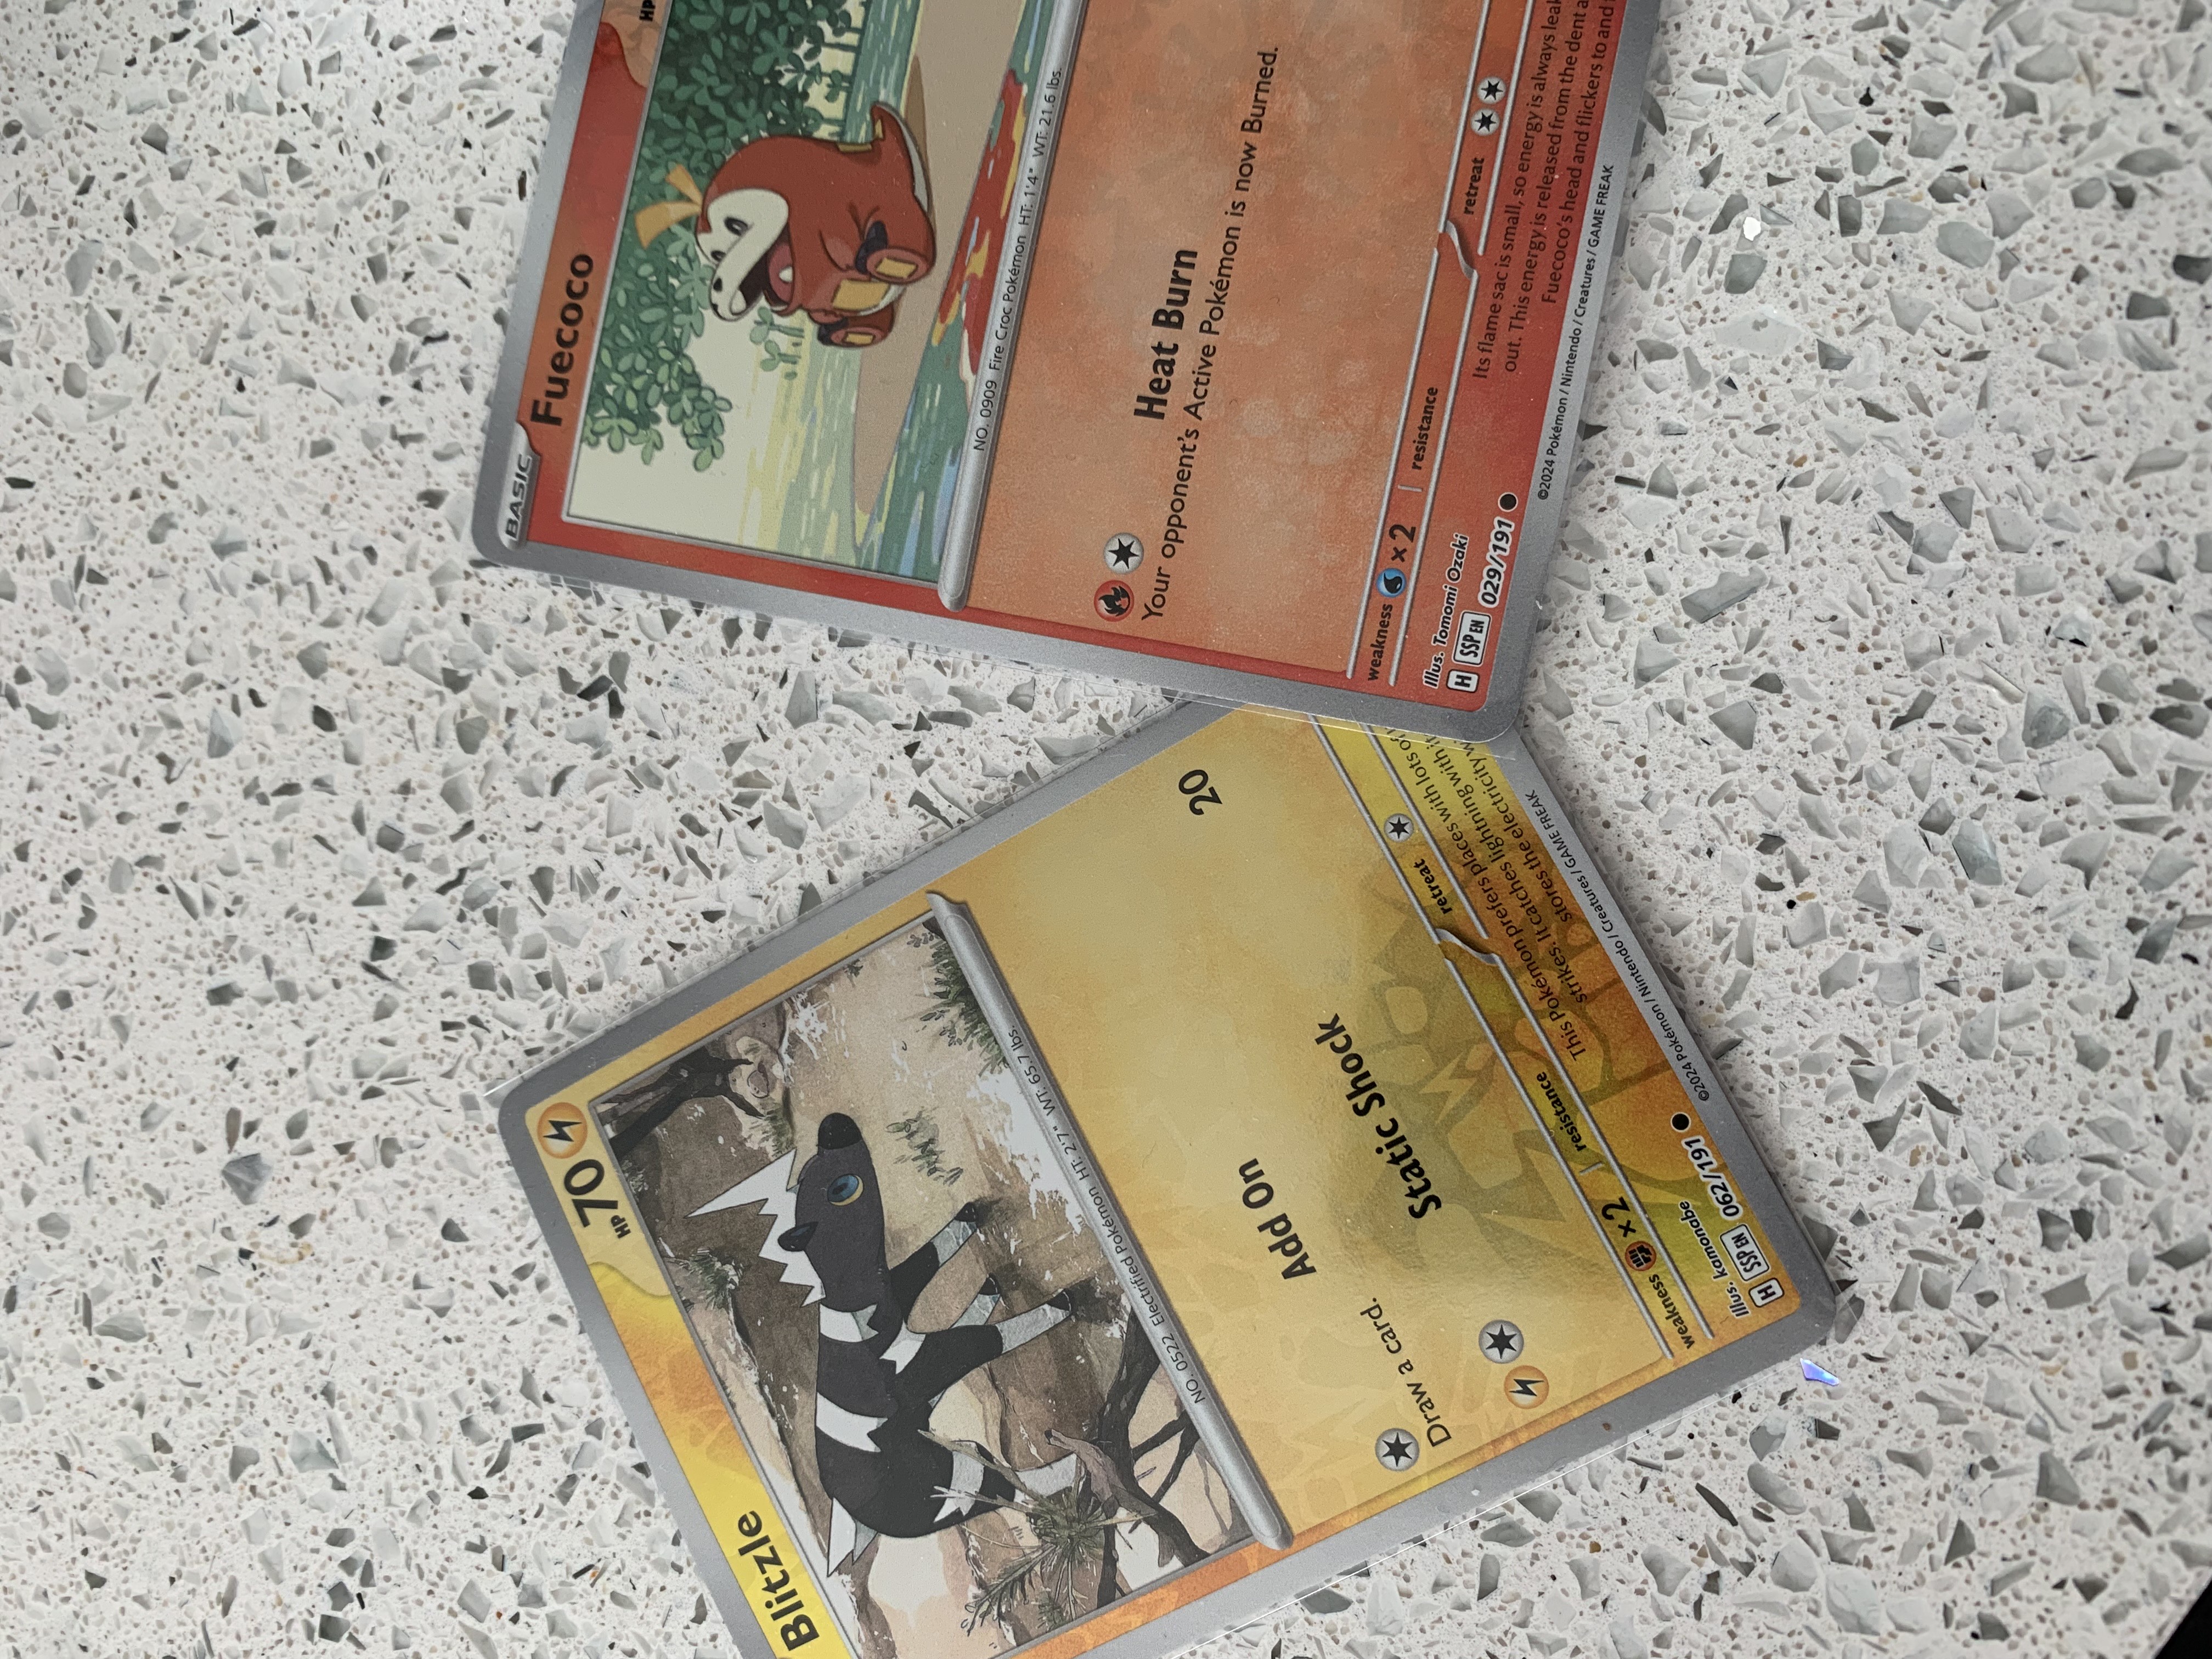 Blitzle
HP 70
NO. 0522 Electrified Pokémon HT: 2'7" WT: 65.7 lbs.
Add On
Draw a card.
Static Shock
20
weakness ×2
resistance
retreat
Illus. kamonabe
H SSP EN 062/191
This Pokémon prefers places with lots of
strikes. It catches lightning with
stores the electricity
©2024 Pokémon / Nintendo / Creatures / GAME FREAK
BASIC
Fuecoco
HP
NO. 0909 Fire Croc Pokémon HT: 1'4" WT: 21.6 lbs.
Heat Burn
Your opponent's Active Pokémon is now Burned.
weakness ×2
resistance
retreat
Illus. Tomomi Ozaki
H SSP EN 029/191
Its flame sac is small, so energy is always
out. This energy is released from the dent
Fuecoco's head and flickers to and
©2024 Pokémon / Nintendo / Creatures / GAME FREAK